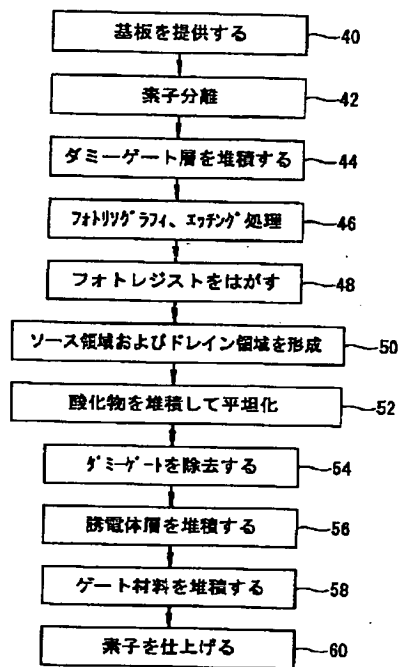 基板を提供する 40
素子分離 42
ダミーゲート層を堆積する 44
ﾌｫﾄﾘｿｸﾞﾗﾌｨ、ｴｯﾁﾝｸﾞ処理 46
フォトレジストをはがす 48
ソース領域およびドレイン領域を形成 50
酸化物を堆積して平坦化 52
ﾀﾞﾐｰｹﾞｰﾄを除去する 54
誘電体層を堆積する 56
ゲート材料を堆積する 58
素子を仕上げる 60